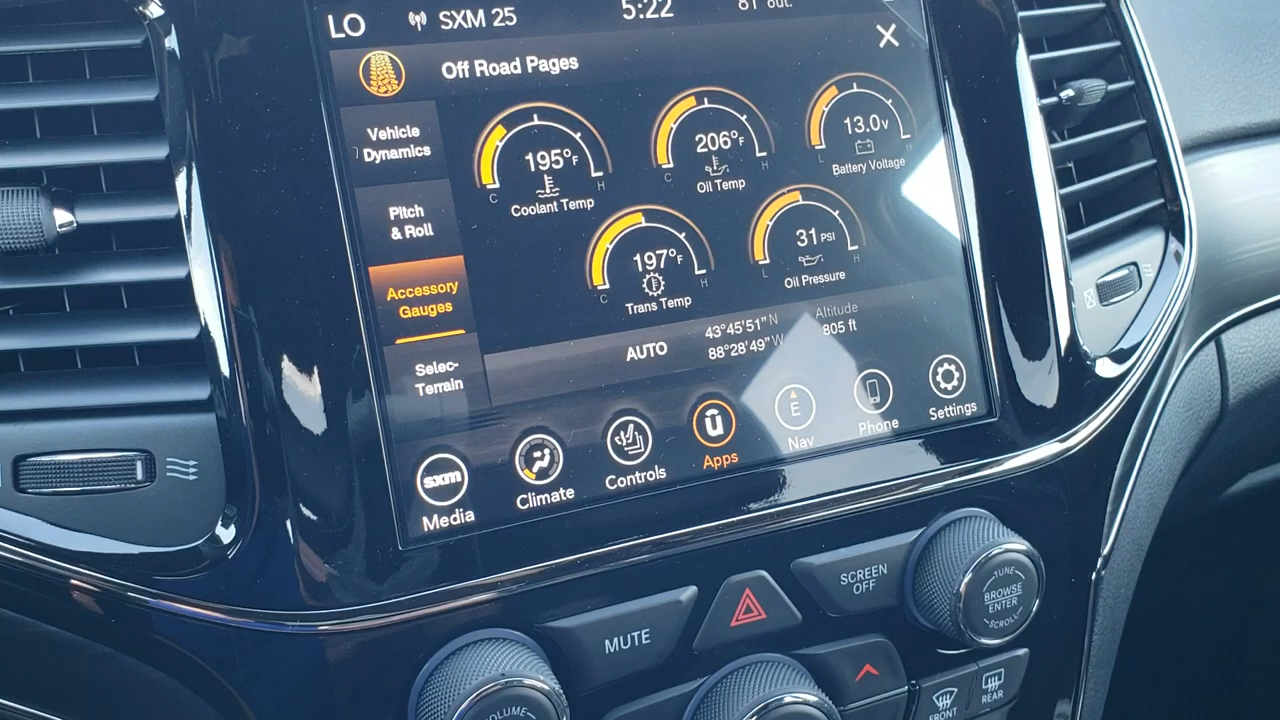 LO
SXM 25
5:22
81° out.
Off Road Pages
Vehicle
Dynamics
Pitch
& Roll
Accessory
Gauges
Selec-
Terrain
195°F
C H
Coolant Temp
206°F
C H
Oil Temp
13.0V
L H
Battery Voltage
197°F
C H
Trans Temp
31 PSI
L H
Oil Pressure
AUTO
43°45'51" N
88°28'49" W
Altitude
805 ft
sxm
Media
Climate
Controls
ū
Apps
E
Nav
Phone
Settings
MUTE
SCREEN
OFF
TUNE
BROWSE
ENTER
SCROLL
VOLUME
FRONT
REAR